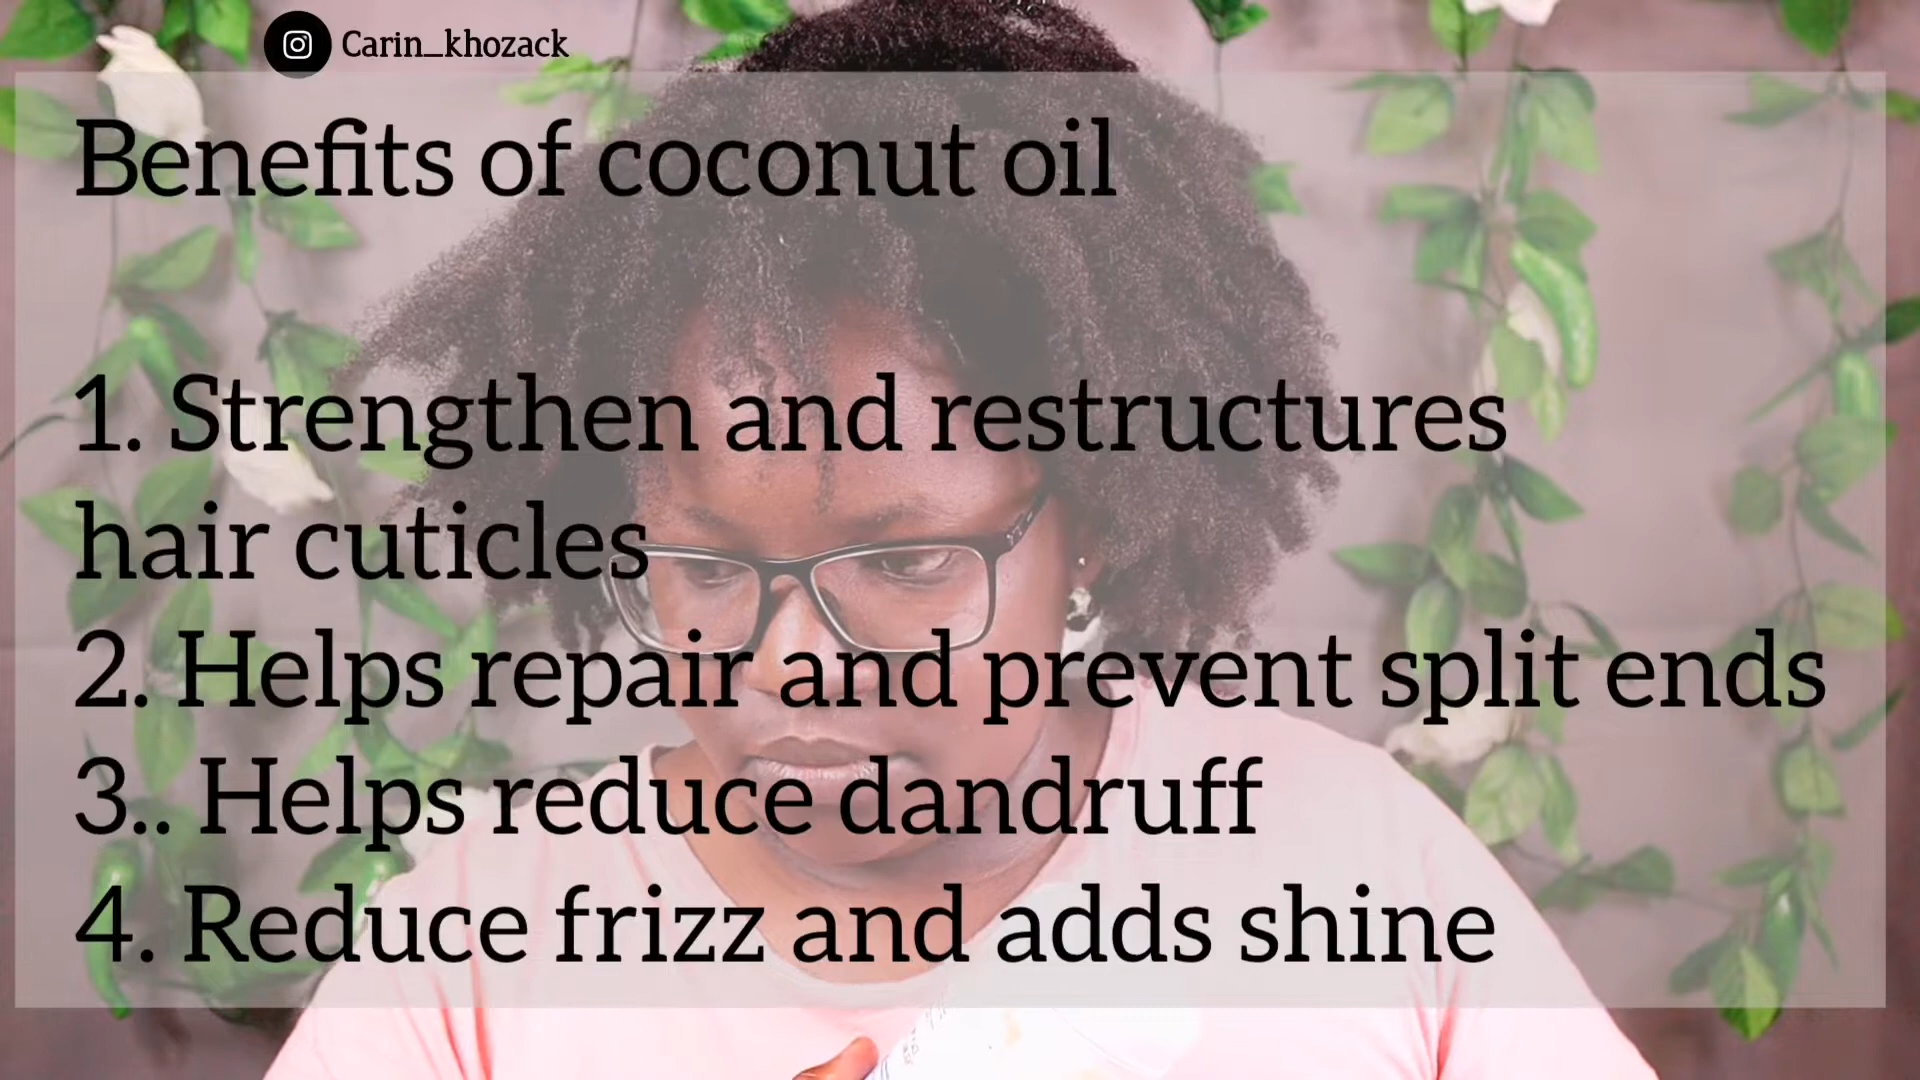 Carin_khozack
Benefits of coconut oil
1. Strengthen and restructures
hair cuticles
2. Helps repair and prevent split ends
3.. Helps reduce dandruff
4. Reduce frizz and adds shine